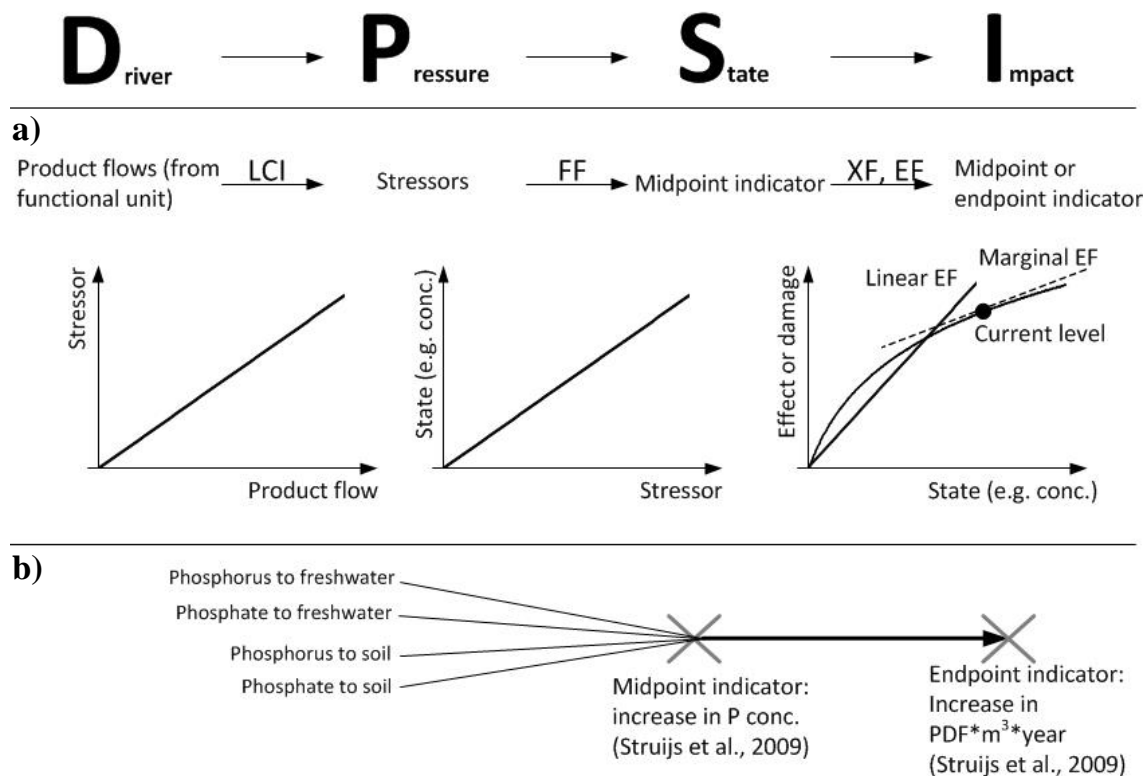 Driver Pressure State Impact
a)
Product flows (from
functional unit)
LCI
Stressors
FF
Midpoint indicator
XF, EF
Midpoint or
endpoint indicator
Stressor
Product flow
State (e.g. conc.)
Stressor
Effect or damage
Linear EF
Marginal EF
Current level
State (e.g. conc.)
b)
Phosphorus to freshwater
Phosphate to freshwater
Phosphorus to soil
Phosphate to soil
Midpoint indicator:
increase in P conc.
(Struijs et al., 2009)
Endpoint indicator:
Increase in
PDF*m³*year
(Struijs et al., 2009)